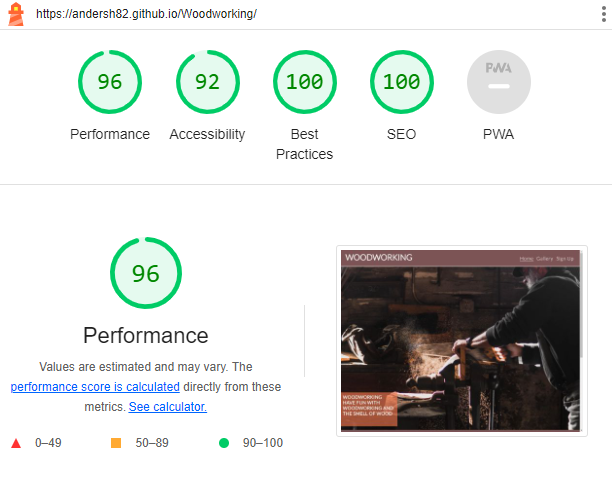 https://andersh82.github.io/Woodworking/
96
92
100
100
PWA
Performance
Accessibility
Best
Practices
SEO
PWA
96
Performance
Values are estimated and may vary. The
performance score is calculated directly from these
metrics. See calculator.
0–49
50–89
90–100
WOODWORKING
Home Gallery Sign Up
WOODWORKING
HAVE FUN WITH
WOODWORKING AND
THE SMELL OF WOOD